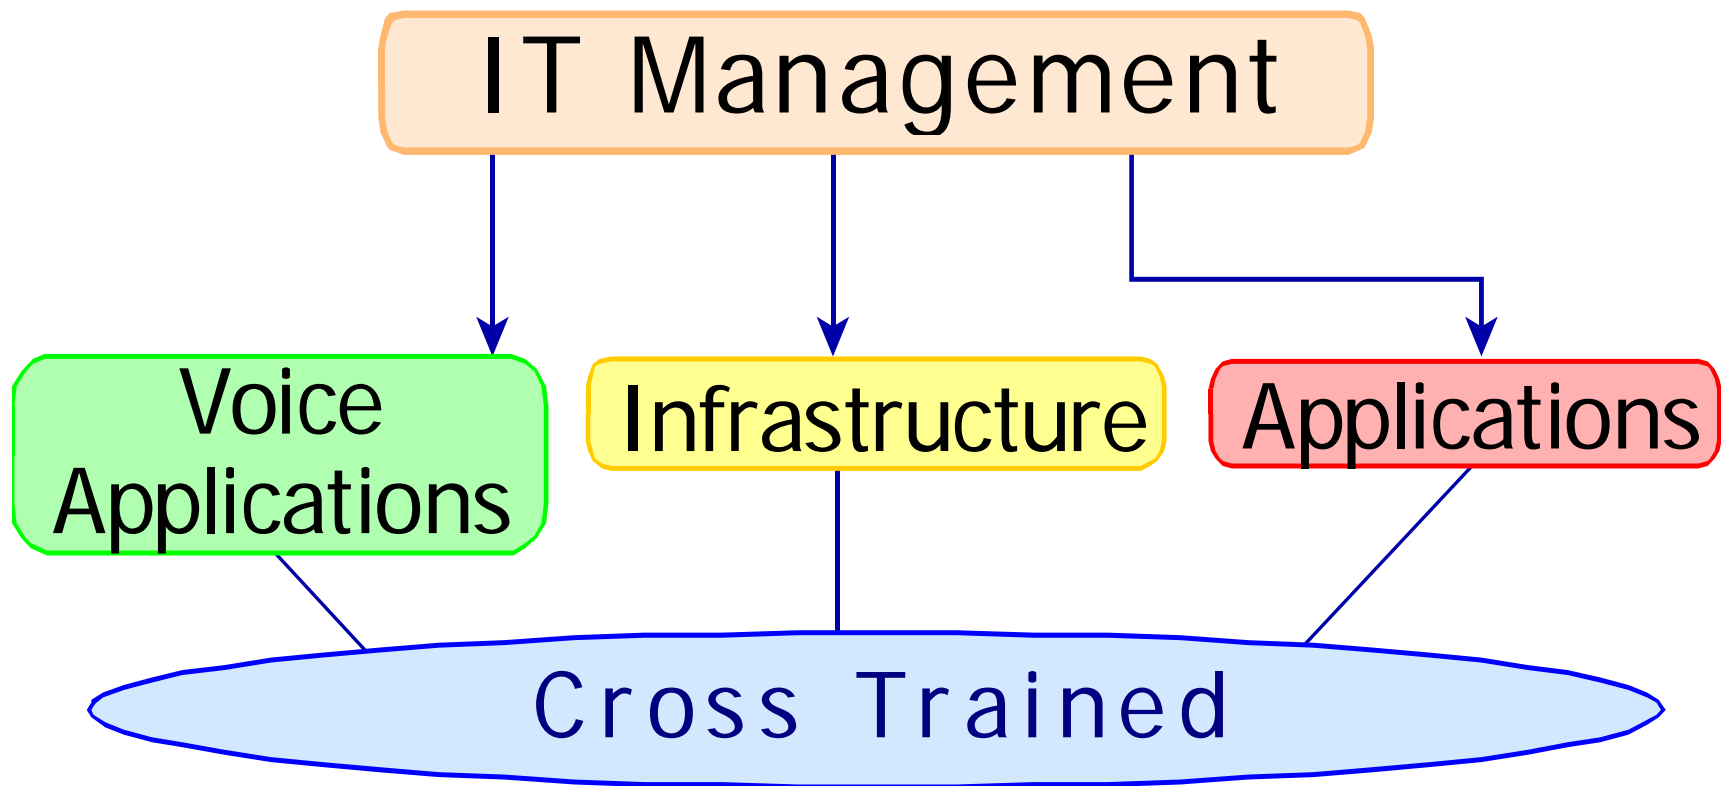 IT Management
Voice
Applications
Infrastructure
Applications
Cross Trained